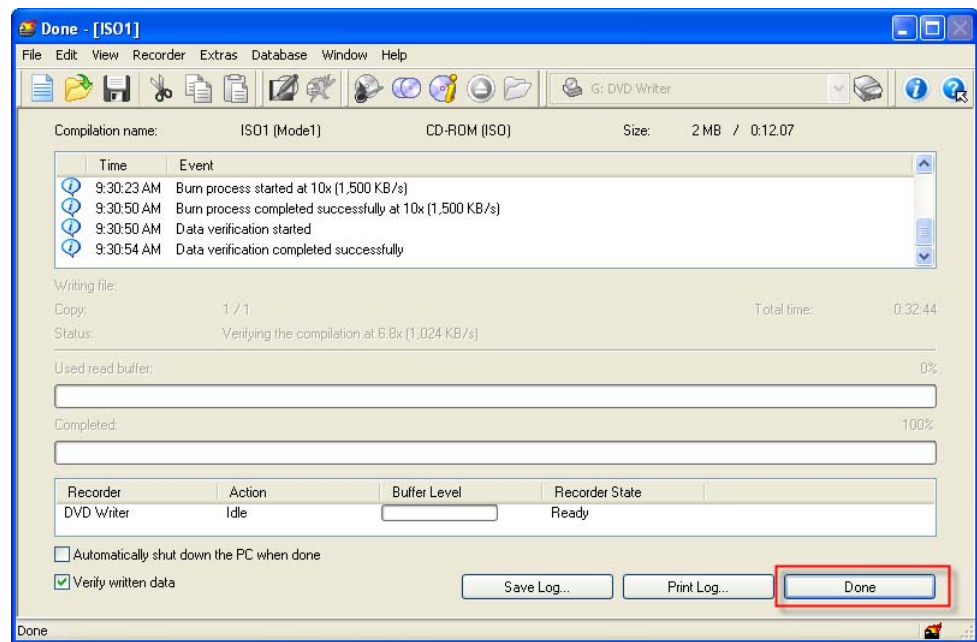 Done - [ISO1]
File Edit View Recorder Extras Database Window Help
G: DVD Writer
Compilation name: ISO1 (Mode1) CD-ROM (ISO) Size: 2 MB / 0:12.07
Time Event
9:30:23 AM Burn process started at 10x (1,500 KB/s)
9:30:50 AM Burn process completed successfully at 10x (1,500 KB/s)
9:30:50 AM Data verification started
9:30:54 AM Data verification completed successfully
Writing file:
Copy: 1 / 1 Total time: 0:32:44
Status: Verifying the compilation at 6.8x (1,024 KB/s)
Used read buffer: 0%
Completed: 100%
Recorder Action Buffer Level Recorder State
DVD Writer Idle Ready
Automatically shut down the PC when done
Verify written data
Save Log... Print Log... Done
Done